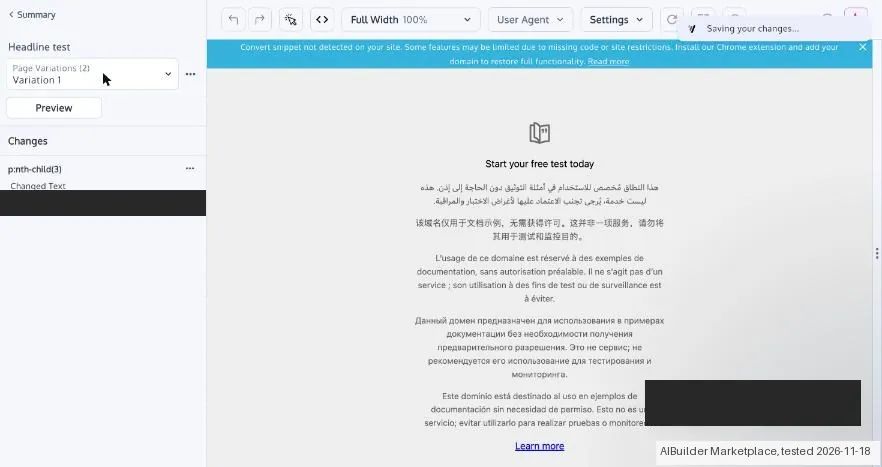 Summary
Full Width 100%
User Agent
Settings
Saving your changes...
Convert snippet not detected on your site. Some features may be limited due to missing code or site restrictions. Install our Chrome extension and add your
domain to restore full functionality. Read more
Headline test
Page Variations (2)
Variation 1
Preview
Changes
p:nth-child(3)
Changed Text
Start your free test today
هذا النطاق مُخصص للاستخدام في أمثلة التوثيق دون الحاجة إلى إذن. هذه
ليست خدمة، يُرجى تجنب الاعتماد عليها لأغراض الاختبار والمراقبة.
该域名仅用于文档示例，无需获得许可。这并非一项服务，请勿将
其用于测试和监控目的。
L'usage de ce domaine est réservé à des exemples de
documentation, sans autorisation préalable. Il ne s'agit pas d'un
service ; son utilisation à des fins de test ou de surveillance est
à éviter.
Данный домен предназначен для использования в примерах
документации без необходимости получения
предварительного разрешения. Это не сервис; не
рекомендуется его использование для тестирования и
мониторинга.
Este dominio está destinado al uso en ejemplos de
documentación sin necesidad de permiso. Esto no es
servicio; evitar utilizarlo para realizar pruebas o
Learn more
AIBuilder Marketplace, tested 2026-11-18